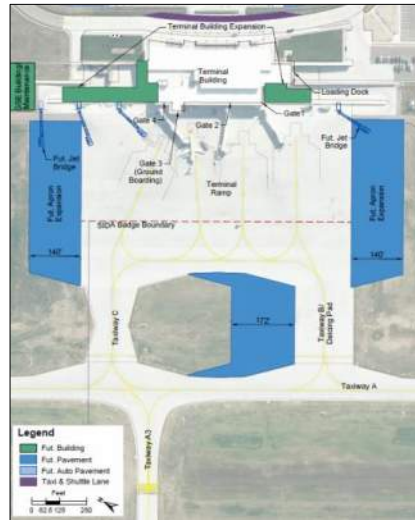 Terminal Building Expansion
Terminal
Building
Loading Dock
Maintenance
Gate 1
Gate 2
Gate 4
Gate 3
(Ground
Boarding)
Fut. Jet
Bridge
Fut. Jet
Bridge
Terminal
Ramp
Fut. Apron
Expansion
Fut. Apron
Expansion
SIDA Badge Boundary
140'
140'
172'
Taxiway C
Taxiway B/
Deicing Pad
Taxiway A
Taxiway A3
Legend
Fut. Building
Fut. Pavement
Fut. Auto Pavement
Taxi & Shuttle Lane
Feet
0 62.5 125 250